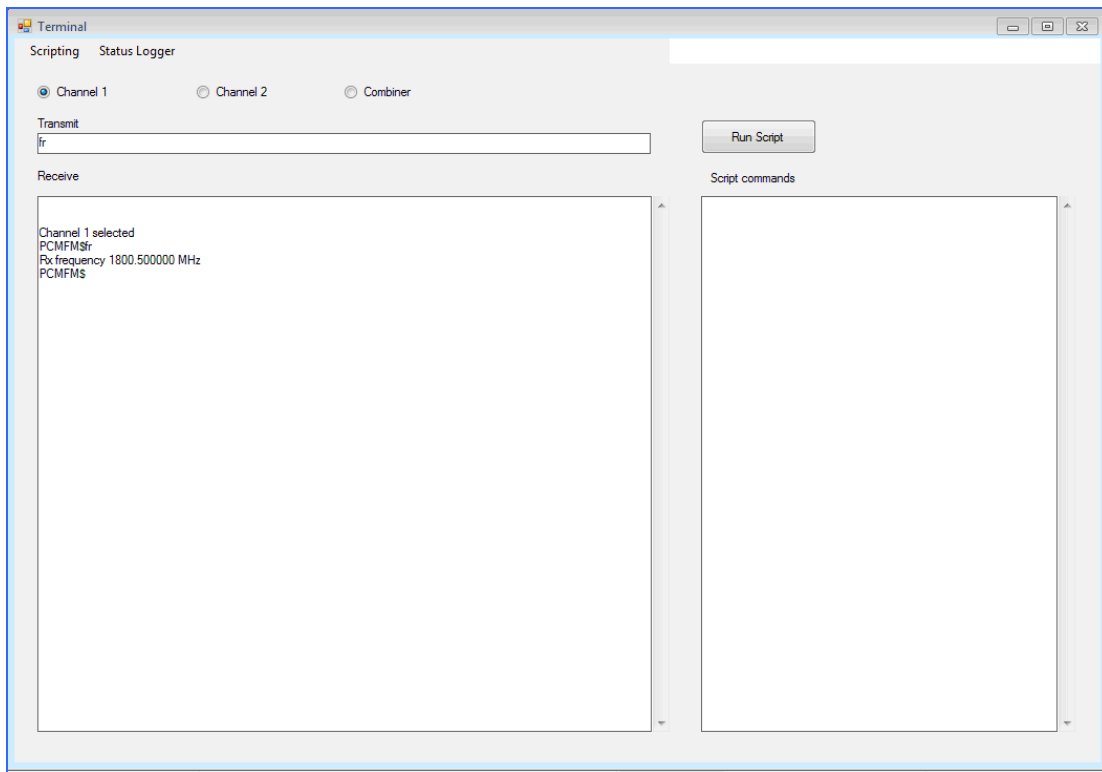 Terminal
Scripting Status Logger
Channel 1 Channel 2 Combiner
Transmit
fr
Run Script
Receive
Script commands
Channel 1 selected
PCMFM$fr
Rx frequency 1800.500000 MHz
PCMFM$